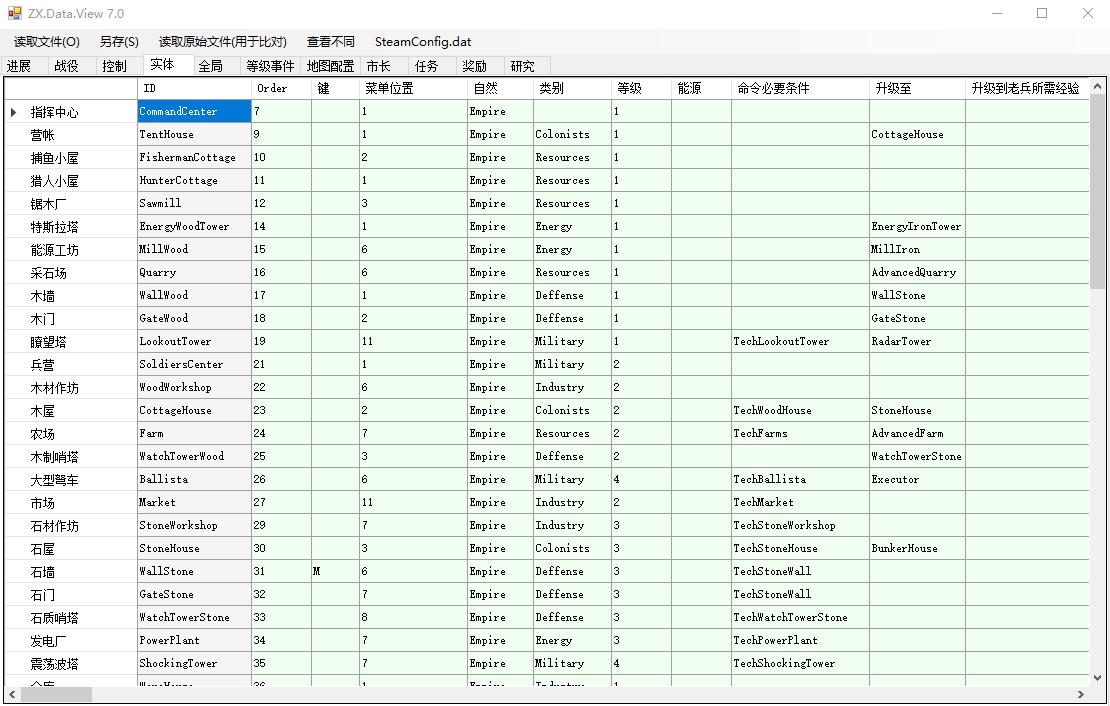 ZX.Data.View 7.0
读取文件(O) 另存(S) 读取原始文件(用于比对) 查看不同 SteamConfig.dat
进展 战役 控制 实体 全局 等级事件 地图配置 市长 任务 奖励 研究
ID Order 键 菜单位置 自然 类别 等级 能源 命令必要条件 升级至 升级到老兵所需经验
指挥中心 CommandCenter 7 1 Empire 1
营帐 TentHouse 9 1 Empire Colonists 1 CottageHouse
捕鱼小屋 FishermanCottage 10 2 Empire Resources 1
猎人小屋 HunterCottage 11 1 Empire Resources 1
锯木厂 Sawmill 12 3 Empire Resources 1
特斯拉塔 EnergyWoodTower 14 1 Empire Energy 1 EnergyIronTower
能源工坊 MillWood 15 6 Empire Energy 1 MillIron
采石场 Quarry 16 6 Empire Resources 1 AdvancedQuarry
木墙 WallWood 17 1 Empire Deffense 1 WallStone
木门 GateWood 18 2 Empire Deffense 1 GateStone
瞭望塔 LookoutTower 19 11 Empire Military 1 TechLookoutTower RadarTower
兵营 SoldiersCenter 21 1 Empire Military 2
木材作坊 WoodWorkshop 22 6 Empire Industry 2
木屋 CottageHouse 23 2 Empire Colonists 2 TechWoodHouse StoneHouse
农场 Farm 24 7 Empire Resources 2 TechFarms AdvancedFarm
木制哨塔 WatchTowerWood 25 3 Empire Deffense 2 WatchTowerStone
大型弩车 Ballista 26 6 Empire Military 4 TechBallista Executor
市场 Market 27 11 Empire Industry 2 TechMarket
石材作坊 StoneWorkshop 29 7 Empire Industry 3 TechStoneWorkshop
石屋 StoneHouse 30 3 Empire Colonists 3 TechStoneHouse BunkerHouse
石墙 WallStone 31 M 6 Empire Deffense 3 TechStoneWall
石门 GateStone 32 7 Empire Deffense 3 TechStoneWall
石质哨塔 WatchTowerStone 33 8 Empire Deffense 3 TechWatchTowerStone
发电厂 PowerPlant 34 7 Empire Energy 3 TechPowerPlant
震荡波塔 ShockingTower 35 7 Empire Military 4 TechShockingTower